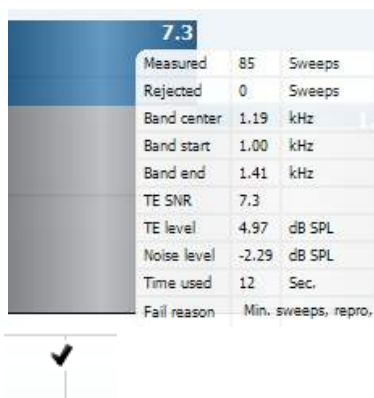 7.3
Measured 85 Sweeps
Rejected 0 Sweeps
Band center 1.19 kHz
Band start 1.00 kHz
Band end 1.41 kHz
TE SNR 7.3
TE level 4.97 dB SPL
Noise level -2.29 dB SPL
Time used 12 Sec.
Fail reason Min. sweeps, repro,